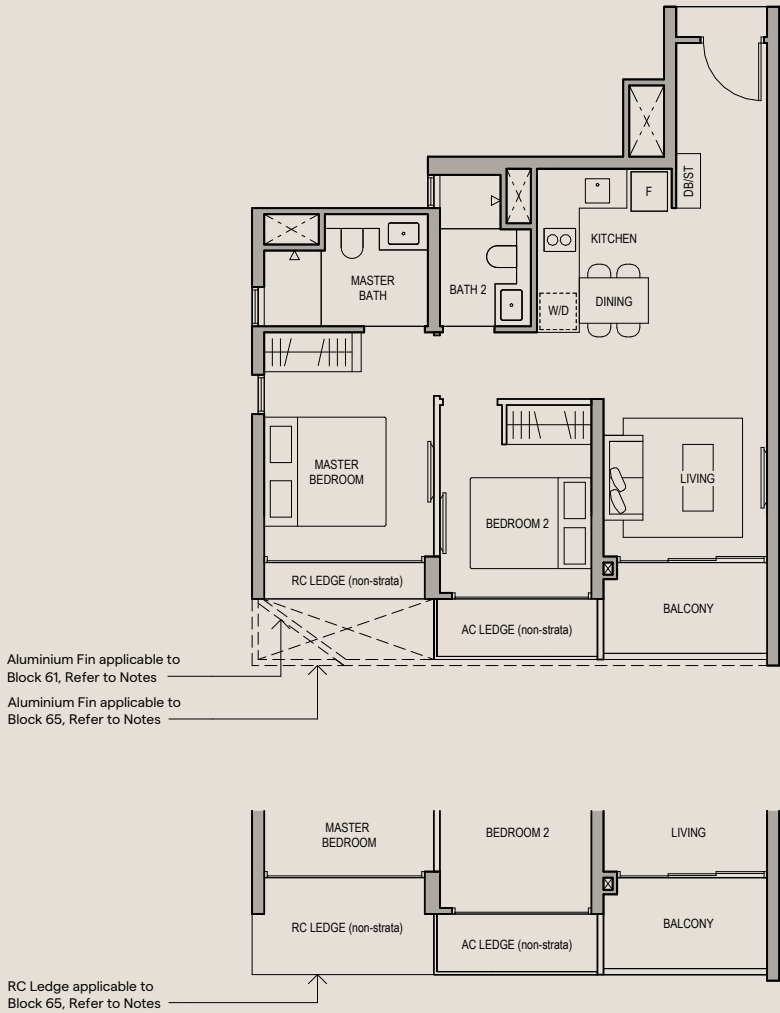 DB/ST
F
KITCHEN
MASTER
BATH
BATH 2
W/D
DINING
MASTER
BEDROOM
LIVING
BEDROOM 2
RC LEDGE (non-strata)
BALCONY
AC LEDGE (non-strata)
Aluminium Fin applicable to
Block 61, Refer to Notes
Aluminium Fin applicable to
Block 65, Refer to Notes
MASTER
BEDROOM
BEDROOM 2
LIVING
RC LEDGE (non-strata)
AC LEDGE (non-strata)
BALCONY
RC Ledge applicable to
Block 65, Refer to Notes